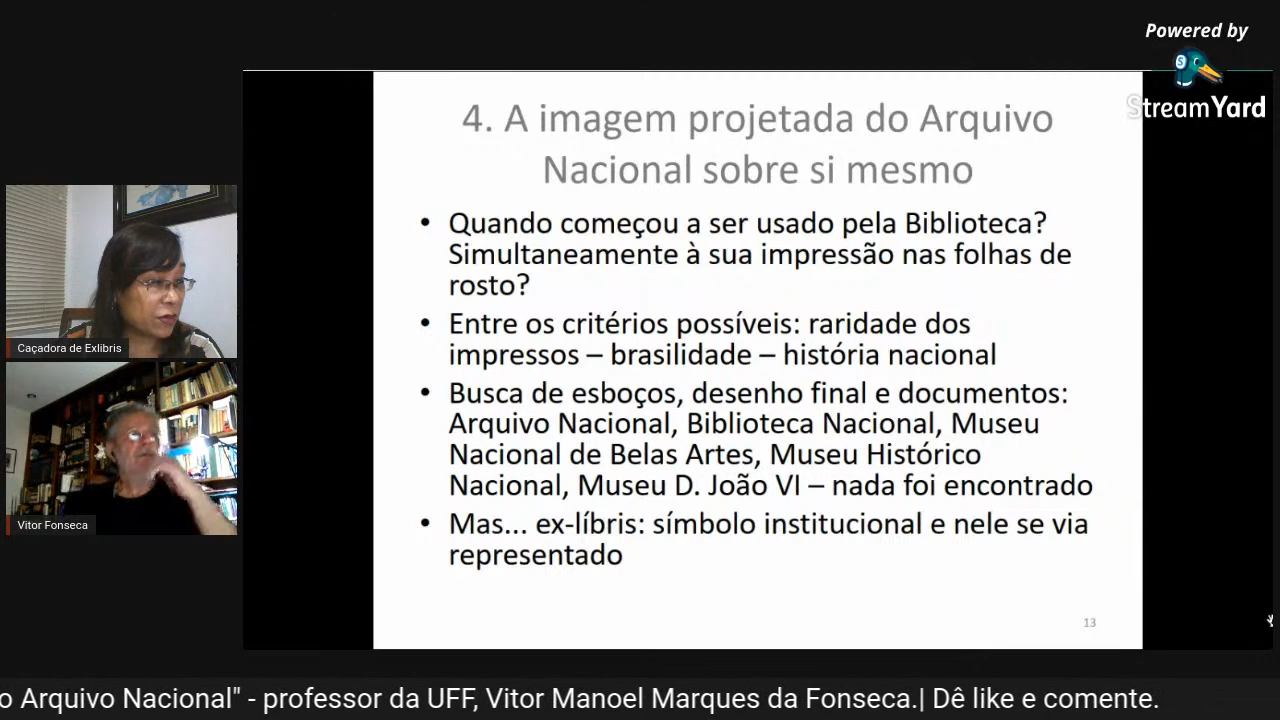 Powered by
StreamYard
4. A imagem projetada do Arquivo
Nacional sobre si mesmo
• Quando começou a ser usado pela Biblioteca?
Simultaneamente à sua impressão nas folhas de
rosto?
• Entre os critérios possíveis: raridade dos
impressos – brasilidade – história nacional
• Busca de esboços, desenho final e documentos:
Arquivo Nacional, Biblioteca Nacional, Museu
Nacional de Belas Artes, Museu Histórico
Nacional, Museu D. João VI – nada foi encontrado
• Mas... ex-líbris: símbolo institucional e nele se via
representado
13
Caçadora de Exlibris
Vitor Fonseca
o Arquivo Nacional" - professor da UFF, Vitor Manoel Marques da Fonseca.| Dê like e comente.